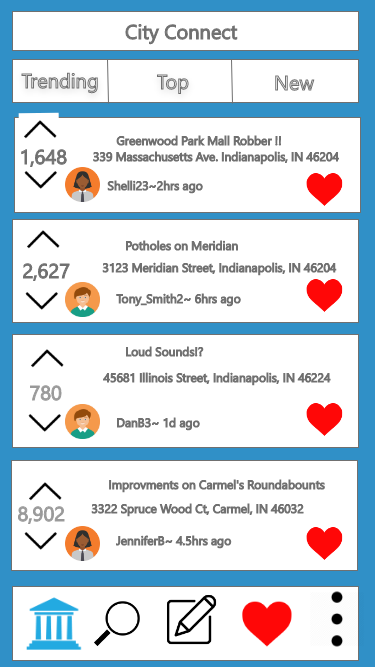 City Connect
Trending Top New
Greenwood Park Mall Robber !!
1,648 339 Massachusetts Ave. Indianapolis, IN 46204
Shelli23~2hrs ago
Potholes on Meridian
2,627 3123 Meridian Street, Indianapolis, IN 46204
Tony_Smith2~ 6hrs ago
Loud Sounds!?
45681 Illinois Street, Indianapolis, IN 46224
780
DanB3~ 1d ago
Improvments on Carmel's Roundabounts
8,902 3322 Spruce Wood Ct, Carmel, IN 46032
JenniferB~ 4.5hrs ago